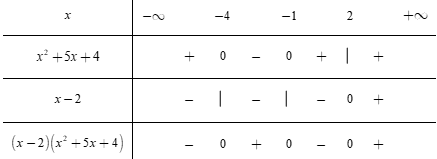 x −∞ −4 −1 2 +∞
x² +5x+4 + 0 − 0 + | +
x−2 − | − | − 0 +
(x−2)(x² +5x+4) − 0 + 0 − 0 +